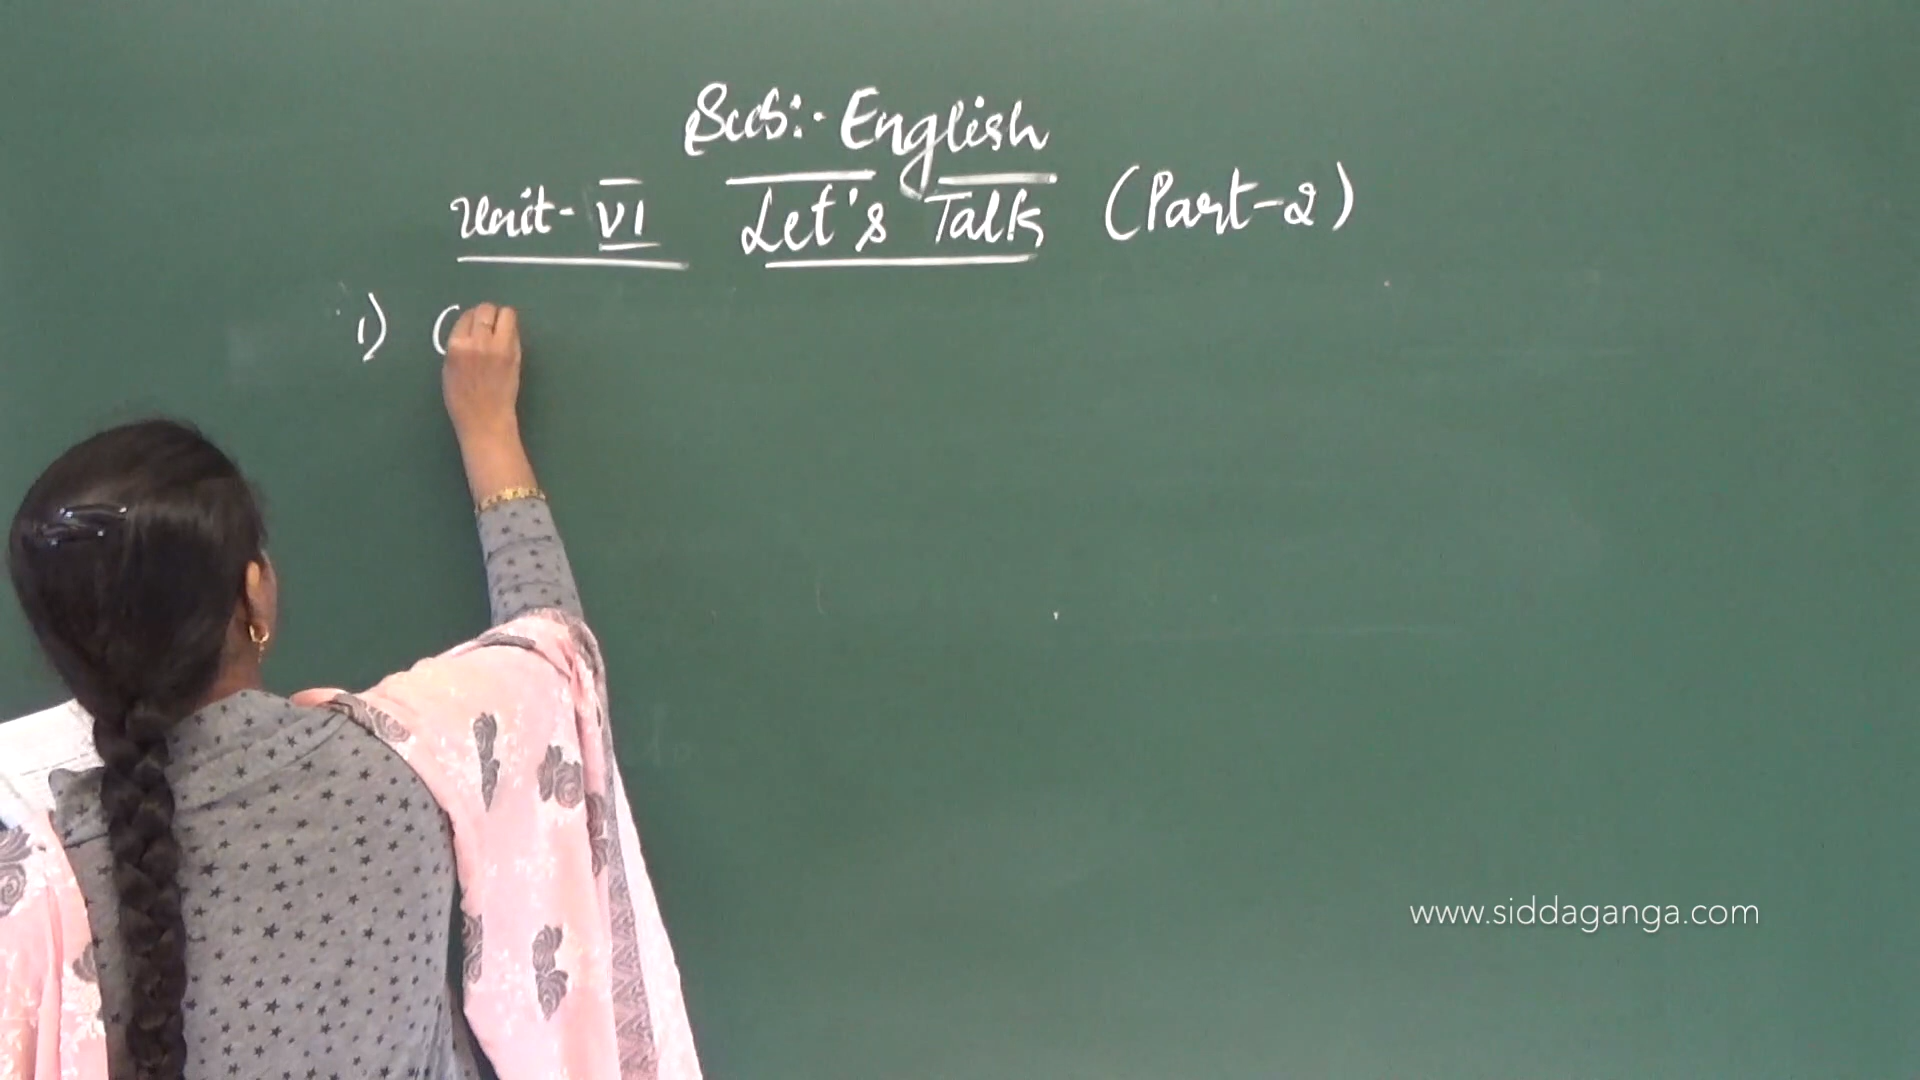 Sub:- English
Unit- VI Let's Talk (Part-2)
1) (
www.siddaganga.com